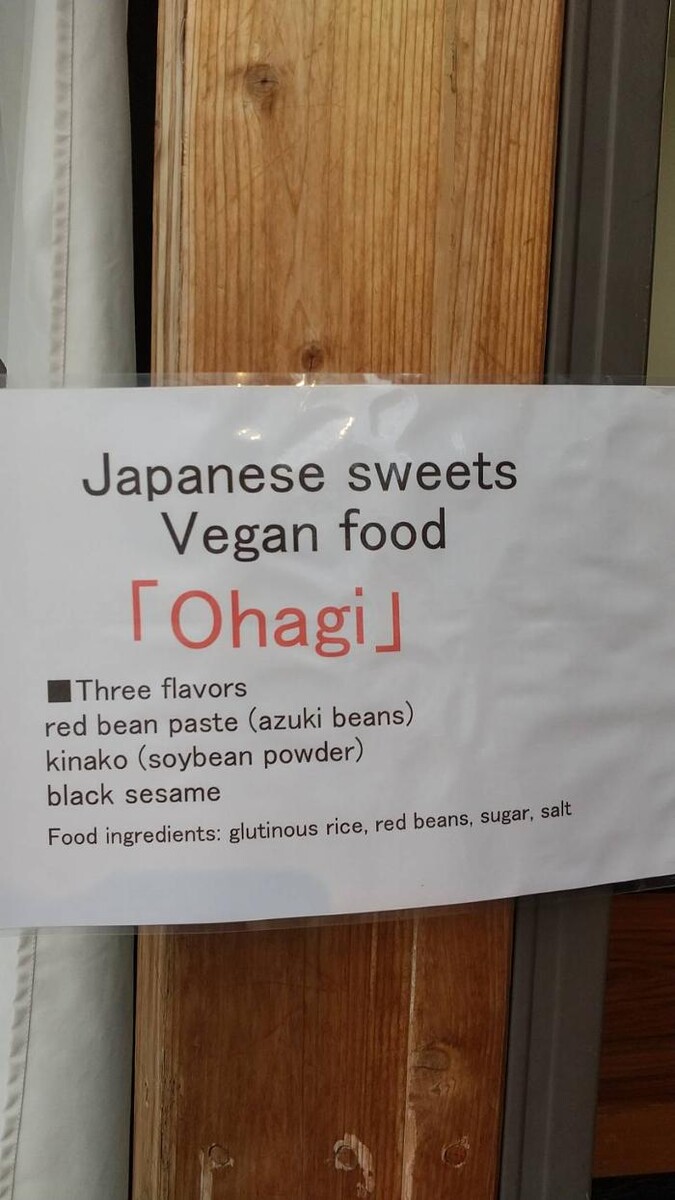 Japanese sweets
Vegan food
「Ohagi」
■Three flavors
red bean paste (azuki beans)
kinako (soybean powder)
black sesame
Food ingredients: glutinous rice, red beans, sugar, salt